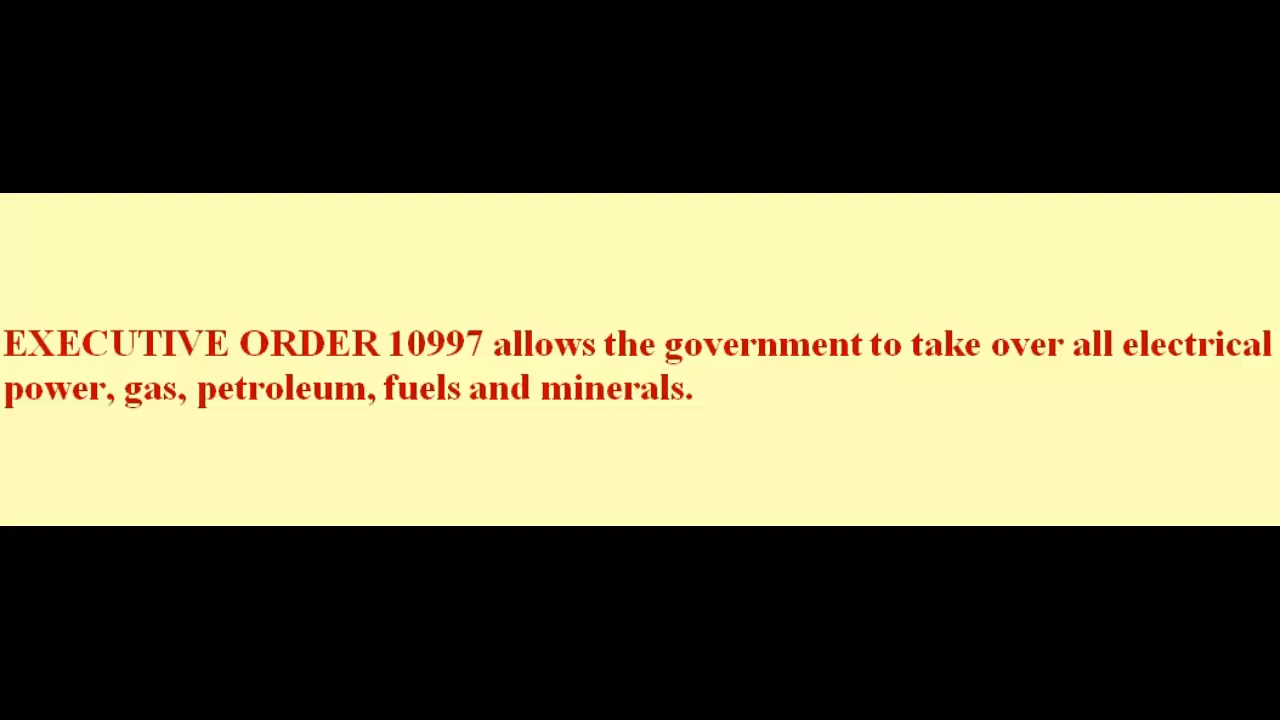 EXECUTIVE ORDER 10997 allows the government to take over all electrical
power, gas, petroleum, fuels and minerals.